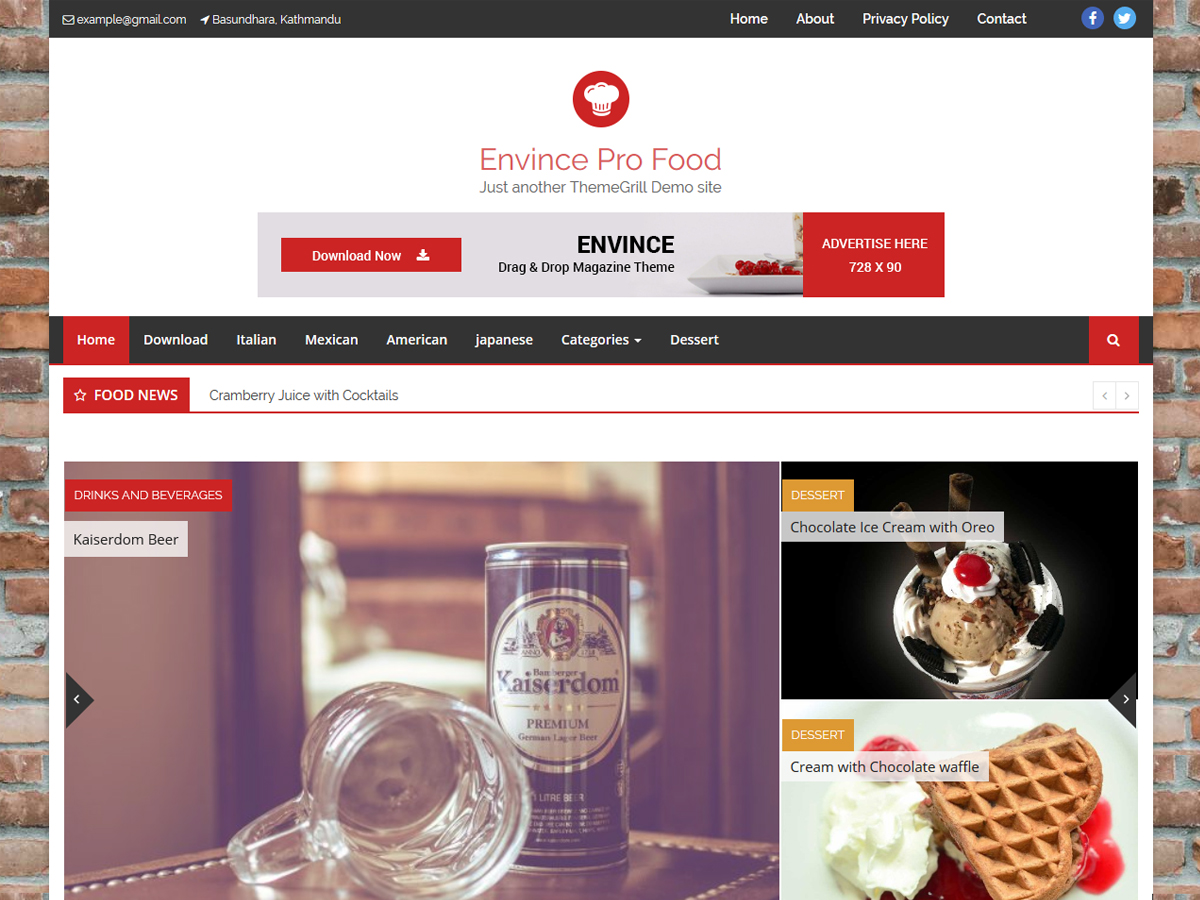 example@gmail.com Basundhara, Kathmandu Home About Privacy Policy Contact
Envince Pro Food
Just another ThemeGrill Demo site
Download Now
ENVINCE
Drag & Drop Magazine Theme
ADVERTISE HERE
728 X 90
Home Download Italian Mexican American japanese Categories Dessert
FOOD NEWS Cramberry Juice with Cocktails
DRINKS AND BEVERAGES
Kaiserdom Beer
ANNO
Bamberger
Kaiserdom
PREMIUM
German Lager Beer
1 LITRE BEER
DESSERT
Chocolate Ice Cream with Oreo
DESSERT
Cream with Chocolate waffle